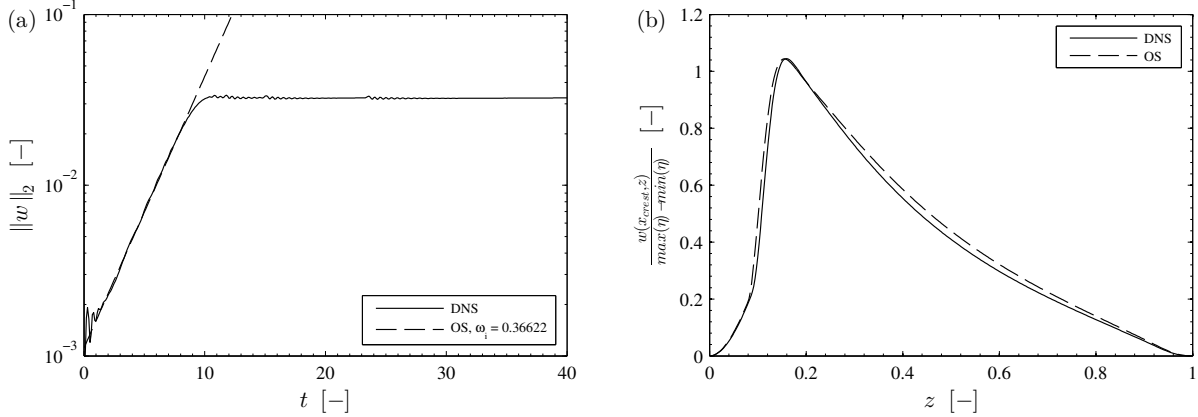 (a)
10⁻¹
10⁻²
10⁻³
||w||₂ [−]
DNS
OS, ω_i = 0.36622
0 10 20 30 40
t [−]
(b)
1.2
1
0.8
0.6
0.4
0.2
0
w(x_crest,z)
max(η)−min(η)
[−]
DNS
OS
0 0.2 0.4 0.6 0.8 1
z [−]